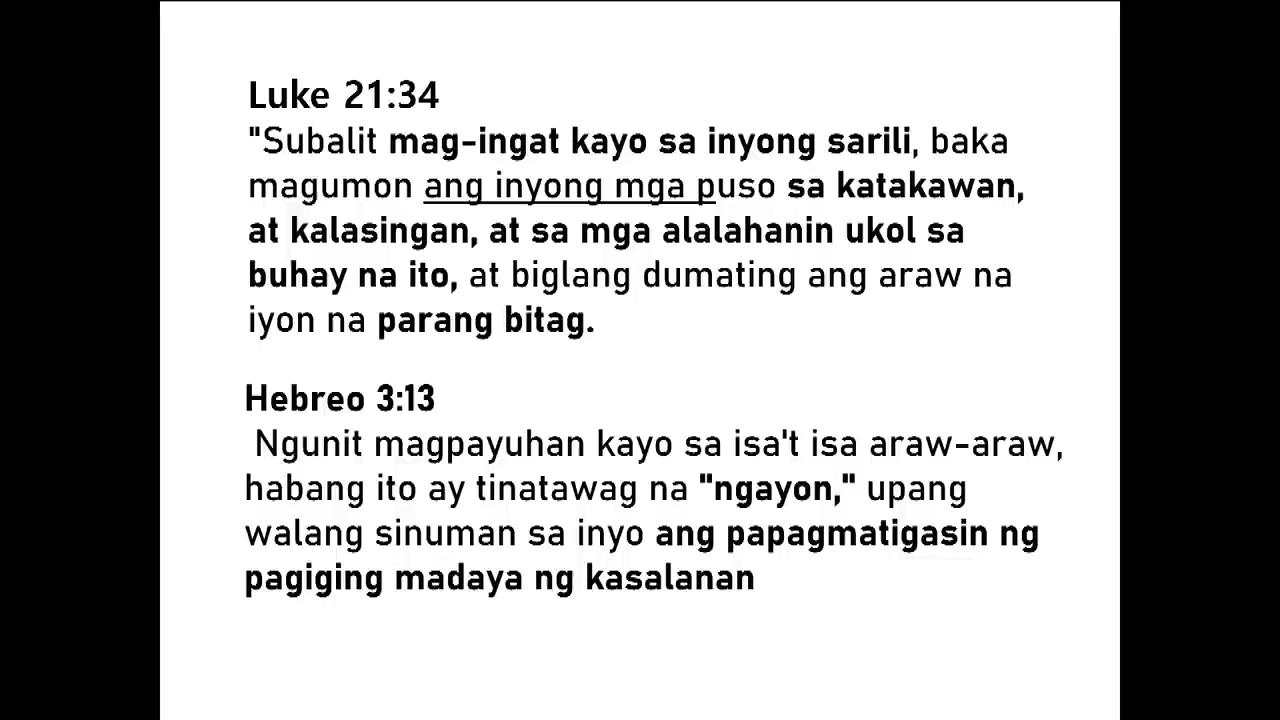 Luke 21:34
"Subalit mag-ingat kayo sa inyong sarili, baka
magumon ang inyong mga puso sa katakawan,
at kalasingan, at sa mga alalahanin ukol sa
buhay na ito, at biglang dumating ang araw na
iyon na parang bitag.
Hebreo 3:13
Ngunit magpayuhan kayo sa isa't isa araw-araw,
habang ito ay tinatawag na "ngayon," upang
walang sinuman sa inyo ang papagmatigasin ng
pagiging madaya ng kasalanan